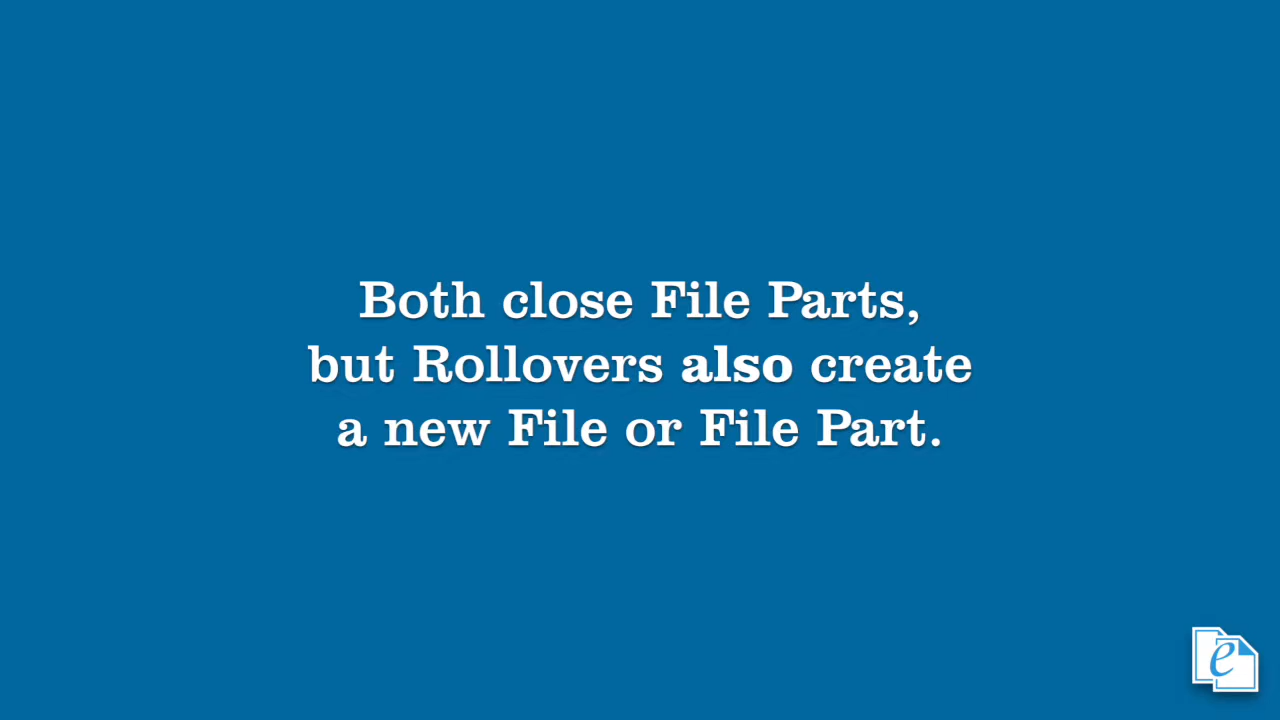 Both close File Parts,
but Rollovers also create
a new File or File Part.
e